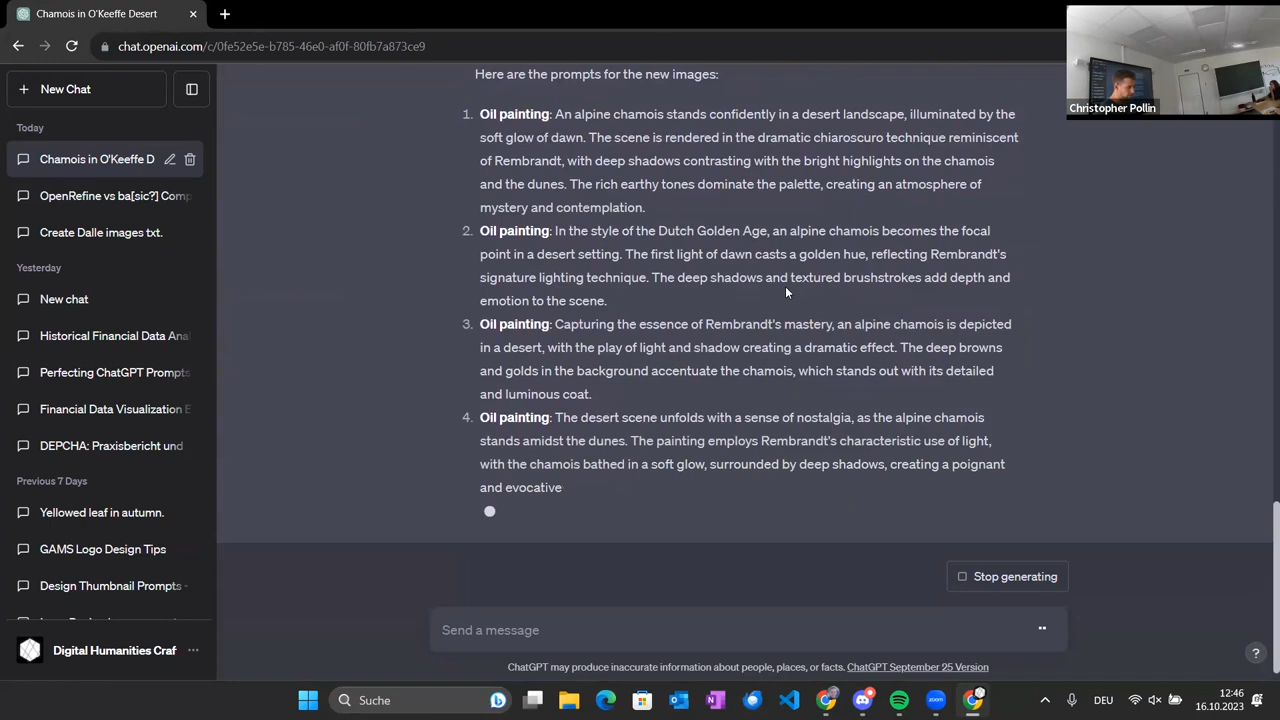 Chamois in O'Keeffe Desert
chat.openai.com/c/0fe52e5e-b785-46e0-af0f-80fb7a873ce9
New Chat
Today
Chamois in O'Keeffe D
OpenRefine vs ba[sic?] Comp
Create Dalle images txt.
Yesterday
New chat
Historical Financial Data Anal
Perfecting ChatGPT Prompts
Financial Data Visualization E
DEPCHA: Praxisbericht und
Previous 7 Days
Yellowed leaf in autumn.
GAMS Logo Design Tips
Design Thumbnail Prompts -
Digital Humanities Craf
Here are the prompts for the new images:
1. Oil painting: An alpine chamois stands confidently in a desert landscape, illuminated by the
soft glow of dawn. The scene is rendered in the dramatic chiaroscuro technique reminiscent
of Rembrandt, with deep shadows contrasting with the bright highlights on the chamois
and the dunes. The rich earthy tones dominate the palette, creating an atmosphere of
mystery and contemplation.
2. Oil painting: In the style of the Dutch Golden Age, an alpine chamois becomes the focal
point in a desert setting. The first light of dawn casts a golden hue, reflecting Rembrandt's
signature lighting technique. The deep shadows and textured brushstrokes add depth and
emotion to the scene.
3. Oil painting: Capturing the essence of Rembrandt's mastery, an alpine chamois is depicted
in a desert, with the play of light and shadow creating a dramatic effect. The deep browns
and golds in the background accentuate the chamois, which stands out with its detailed
and luminous coat.
4. Oil painting: The desert scene unfolds with a sense of nostalgia, as the alpine chamois
stands amidst the dunes. The painting employs Rembrandt's characteristic use of light,
with the chamois bathed in a soft glow, surrounded by deep shadows, creating a poignant
and evocative
Stop generating
Send a message
ChatGPT may produce inaccurate information about people, places, or facts. ChatGPT September 25 Version
?
Christopher Pollin
Suche
zoom
DEU
12:46
16.10.2023